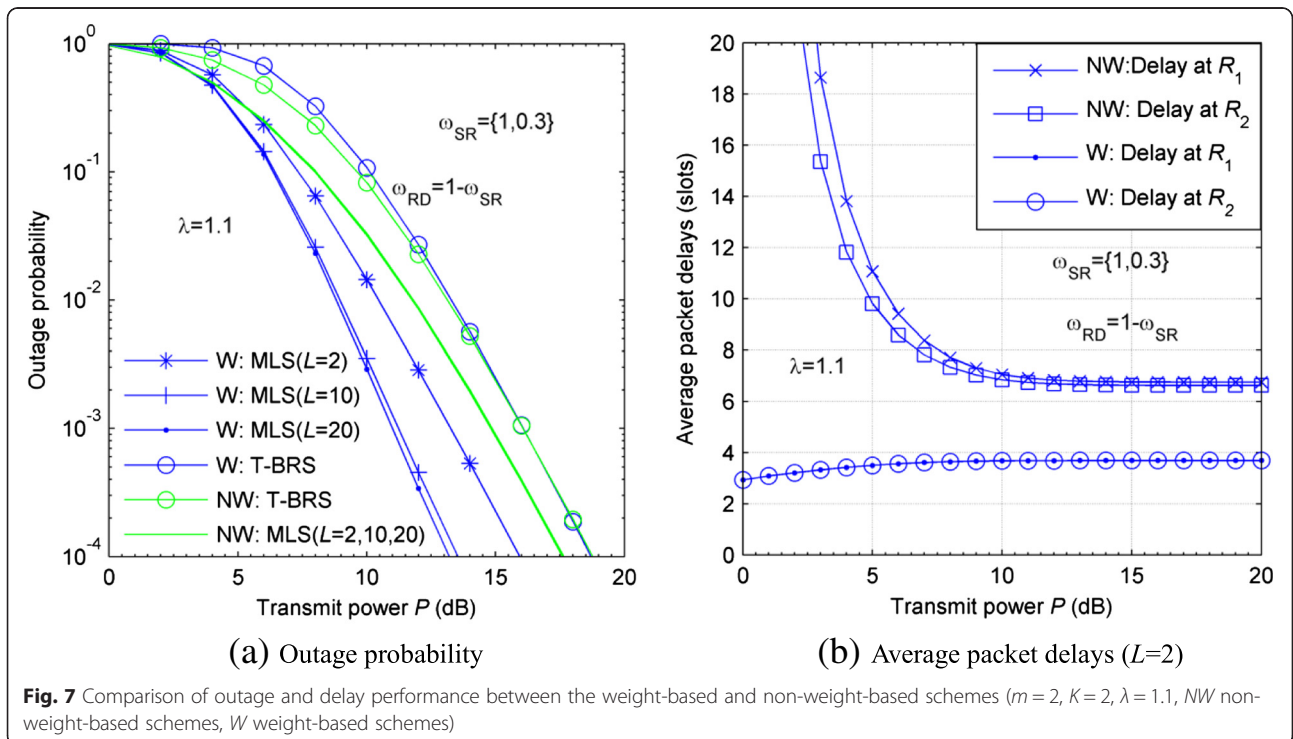 10^0
10^-1
10^-2
10^-3
10^-4
Outage probability
ω_SR={1,0.3}
ω_RD=1-ω_SR
λ=1.1
W: MLS(L=2)
W: MLS(L=10)
W: MLS(L=20)
W: T-BRS
NW: T-BRS
NW: MLS(L=2,10,20)
0 5 10 15 20
Transmit power P (dB)
(a) Outage probability
20
18
16
14
12
10
8
6
4
2
0
Average packet delays (slots)
NW:Delay at R_1
NW: Delay at R_2
W: Delay at R_1
W: Delay at R_2
ω_SR={1,0.3}
ω_RD=1-ω_SR
λ=1.1
0 5 10 15 20
Transmit power P (dB)
(b) Average packet delays (L=2)
Fig. 7 Comparison of outage and delay performance between the weight-based and non-weight-based schemes (m = 2, K = 2, λ = 1.1, NW non-
weight-based schemes, W weight-based schemes)